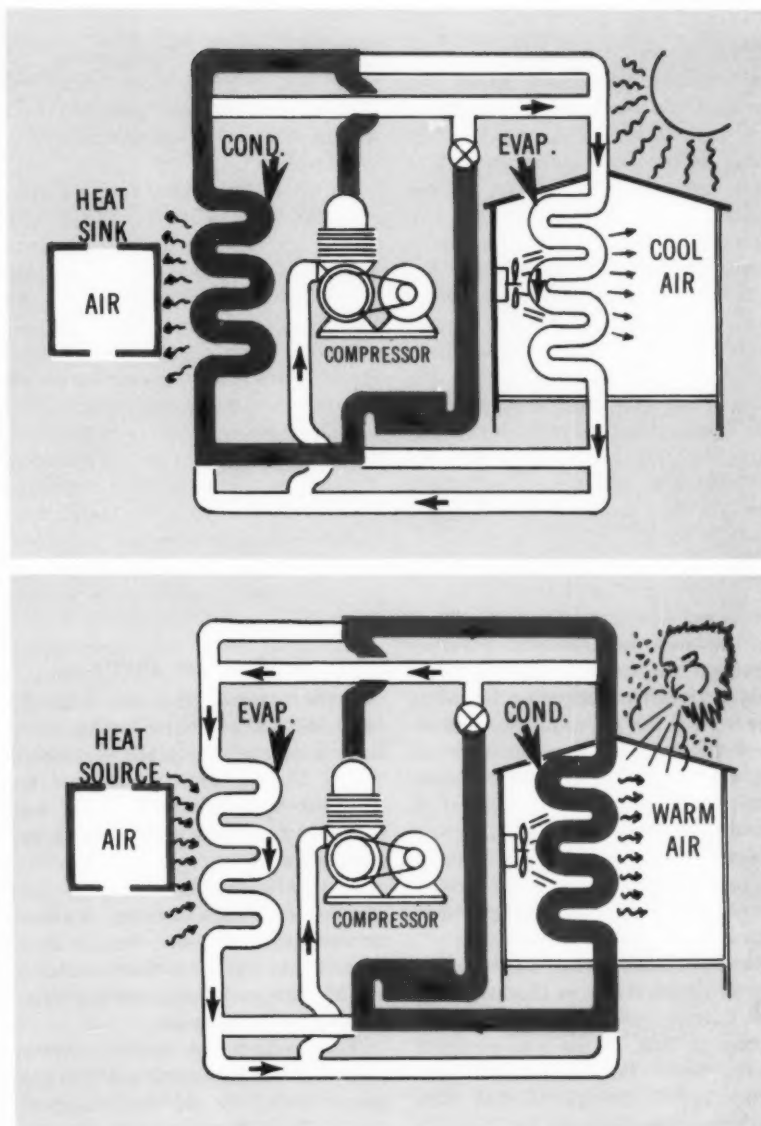 COND.
EVAP.
HEAT
SINK
AIR
COOL
AIR
COMPRESSOR
EVAP.
COND.
HEAT
SOURCE
AIR
WARM
AIR
COMPRESSOR